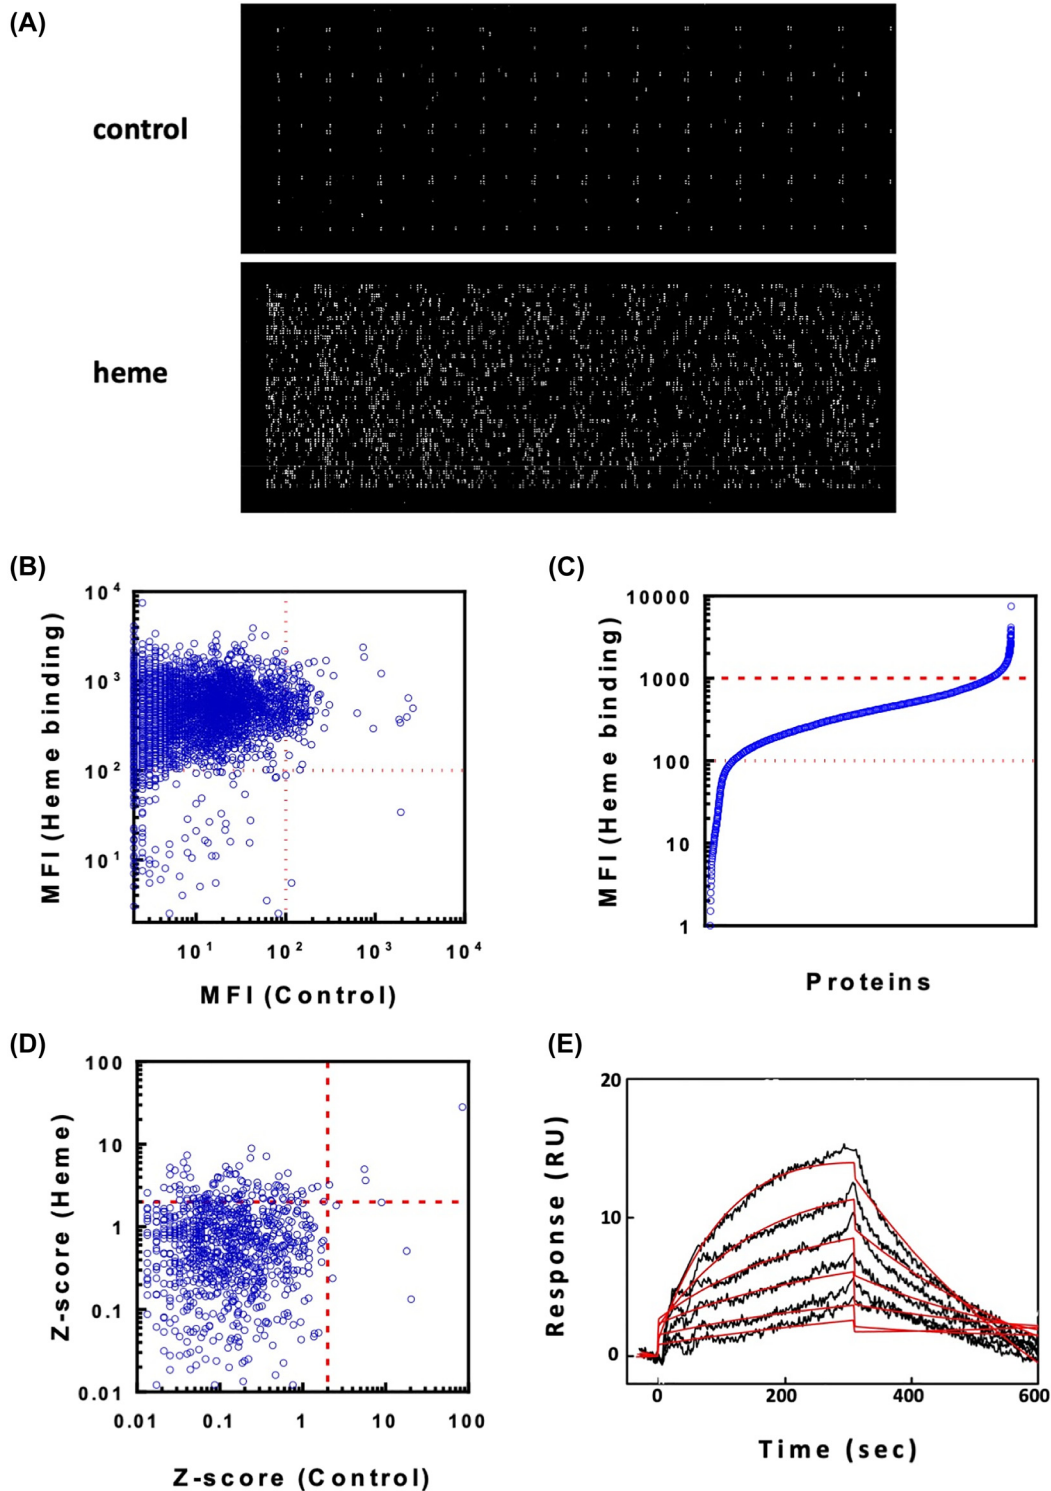 (A)
control
heme
(B)
MFI (Heme binding)
10⁴
10³
10²
10¹
10¹ 10² 10³ 10⁴
MFI (Control)
(C)
MFI (Heme binding)
10000
1000
100
10
1
Proteins
(D)
Z-score (Heme)
100
10
1
0.1
0.01
0.01 0.1 1 10 100
Z-score (Control)
(E)
Response (RU)
20
10
0
0 200 400 600
Time (sec)